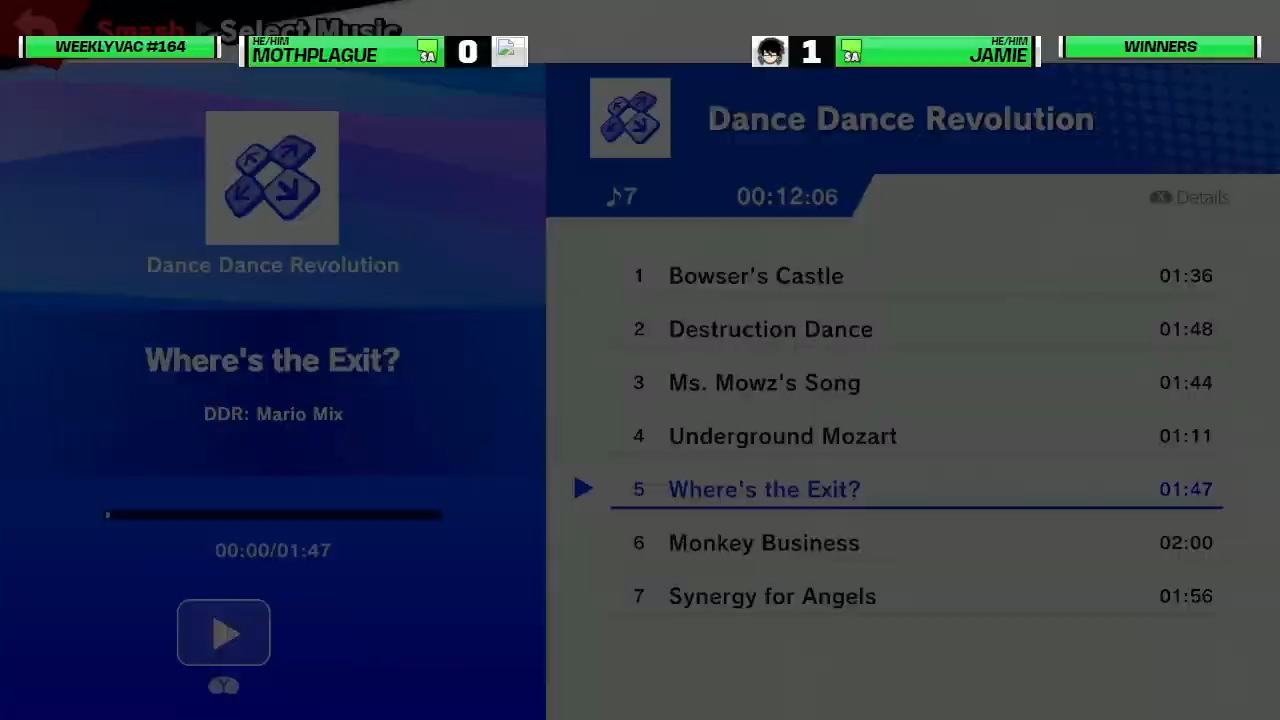 Smash ▶ Select Music
WEEKLYVAC #164
HE/HIM
MOTHPLAGUE
SA
0
1
SA
HE/HIM
JAMIE
WINNERS
Dance Dance Revolution
Where's the Exit?
DDR: Mario Mix
00:00/01:47
Y
Dance Dance Revolution
♪7 00:12:06
X Details
1 Bowser's Castle 01:36
2 Destruction Dance 01:48
3 Ms. Mowz's Song 01:44
4 Underground Mozart 01:11
5 Where's the Exit? 01:47
6 Monkey Business 02:00
7 Synergy for Angels 01:56